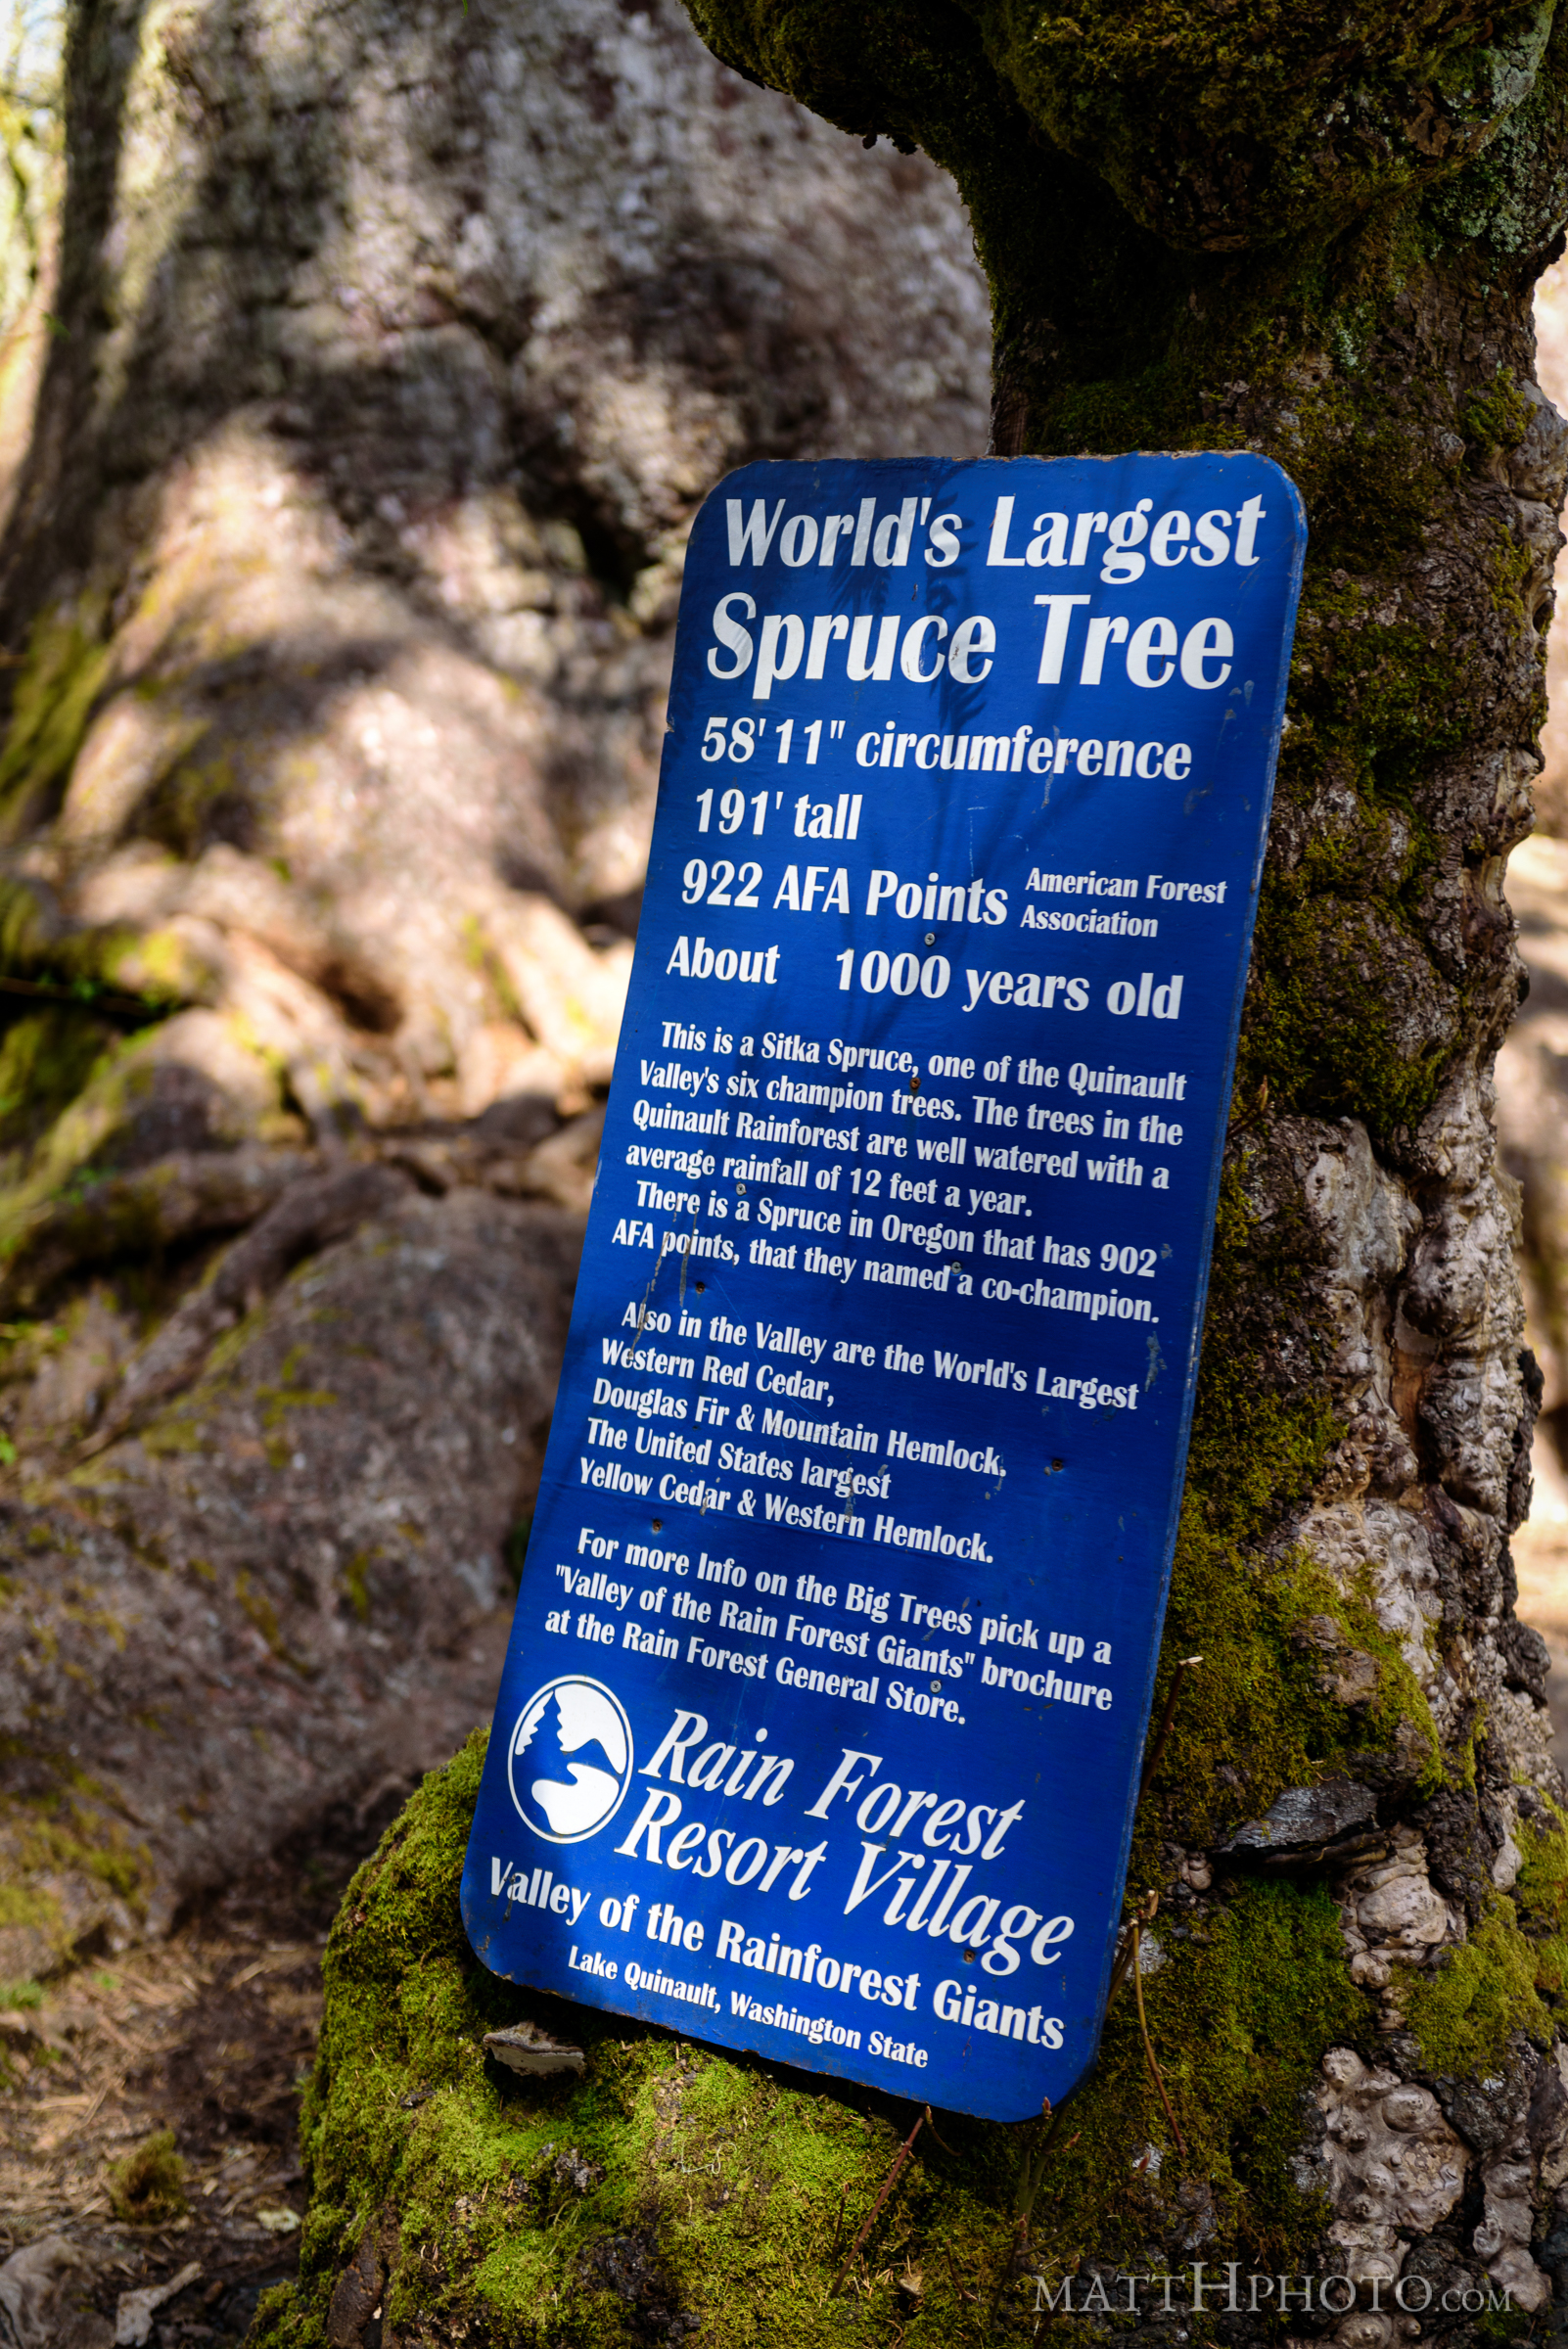 World's Largest
Spruce Tree
58' 11" circumference
191' tall
922 AFA Points American Forest
Association
About 1000 years old
This is a Sitka Spruce, one of the Quinault
Valley's six champion trees. The trees in the
Quinault Rainforest are well watered with a
average rainfall of 12 feet a year.
There is a Spruce in Oregon that has 902
AFA points, that they named a co-champion.
Also in the Valley are the World's Largest
Western Red Cedar,
Douglas Fir & Mountain Hemlock.
The United States largest
Yellow Cedar & Western Hemlock.
For more Info on the Big Trees pick up a
"Valley of the Rain Forest Giants" brochure
at the Rain Forest General Store.
Rain Forest
Resort Village
Valley of the Rainforest Giants
Lake Quinault, Washington State
MATTHPHOTO.COM